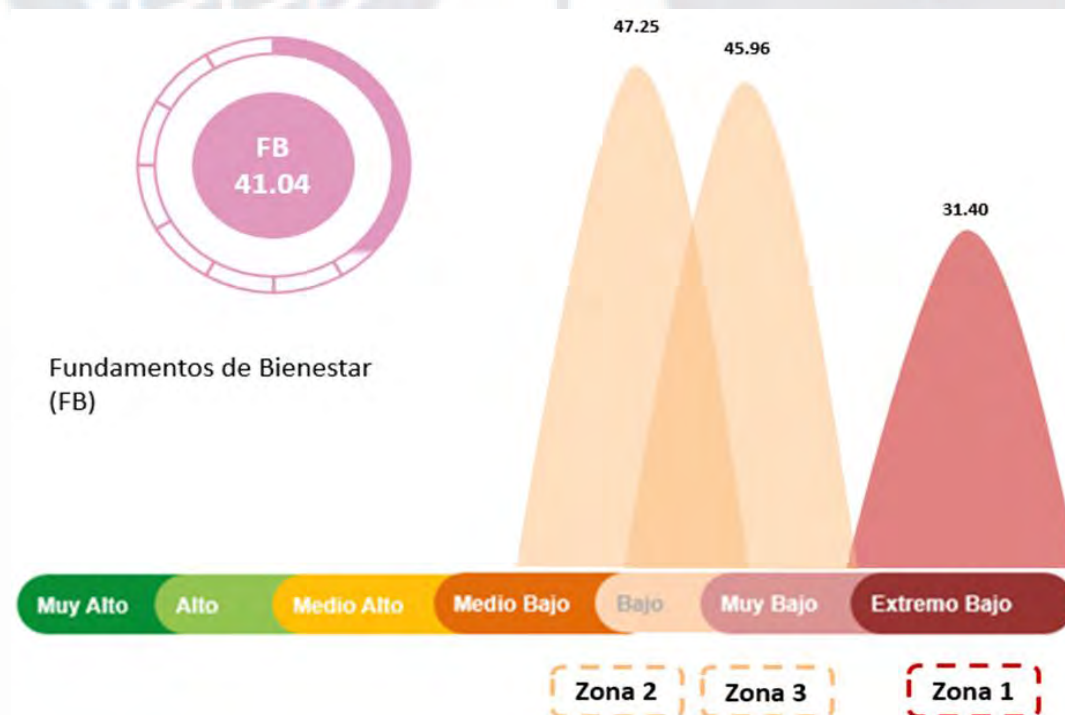 47.25
45.96
FB
41.04
31.40
Fundamentos de Bienestar
(FB)
Muy Alto
Alto
Medio Alto
Medio Bajo
Bajo
Muy Bajo
Extremo Bajo
Zona 2
Zona 3
Zona 1